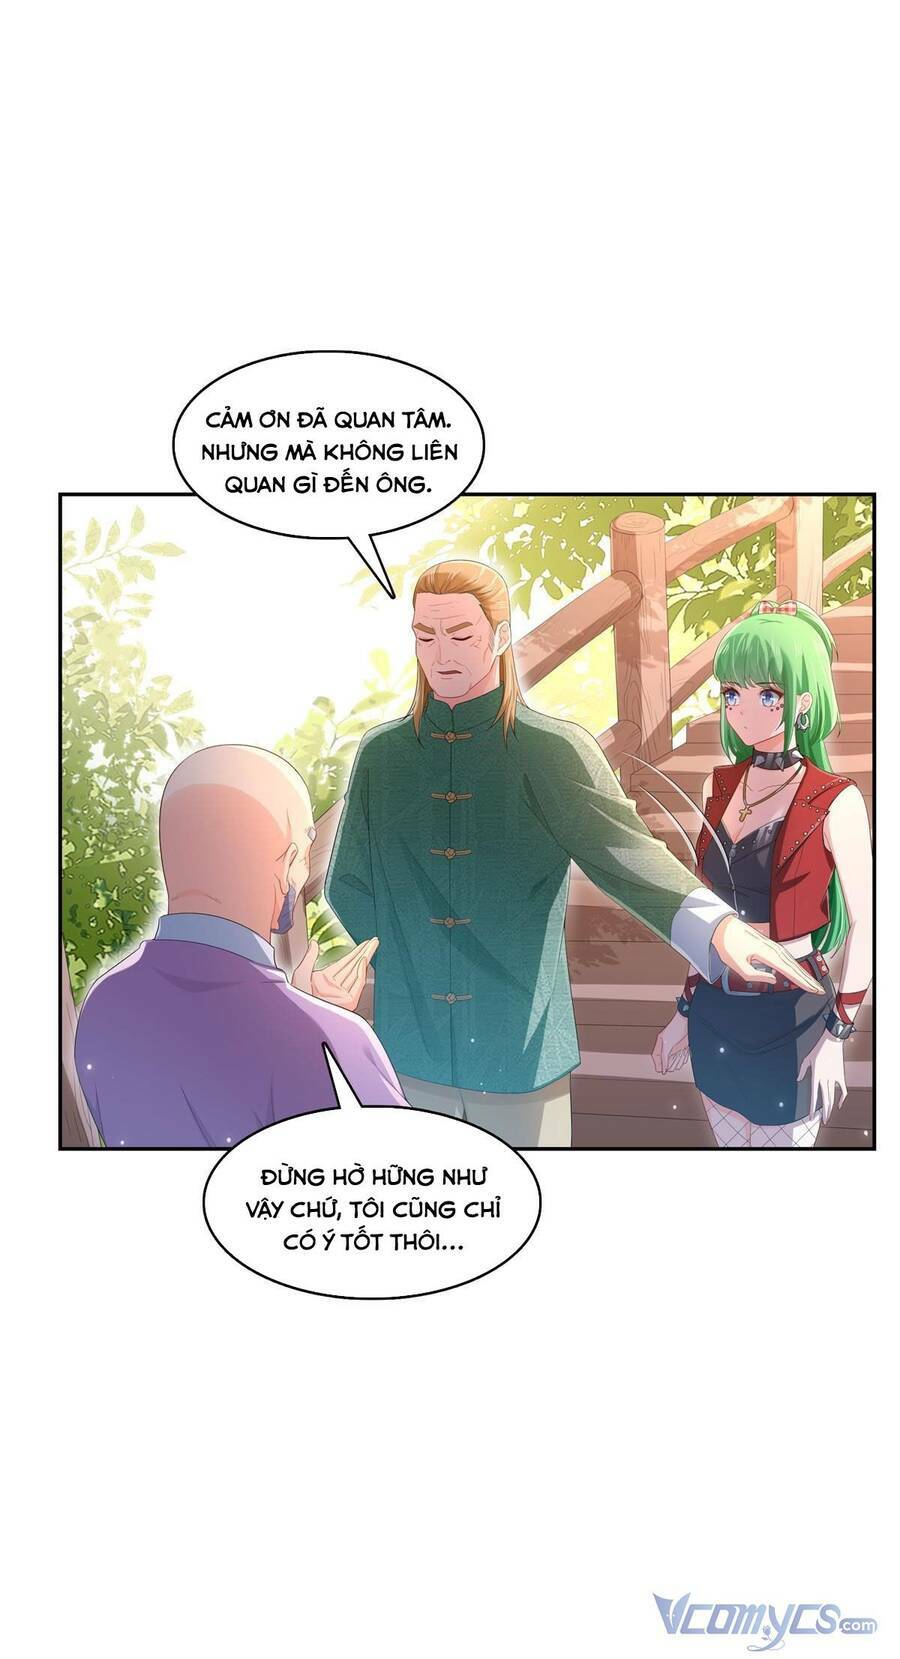 CẢM ƠN ĐÃ QUAN TÂM.
NHƯNG MÀ KHÔNG LIÊN
QUAN GÌ ĐẾN ÔNG.
ĐỪNG HỜ HỮNG NHƯ
VẬY CHỨ, TÔI CŨNG CHỈ
CÓ Ý TỐT THÔI...
VCOMYCS.com